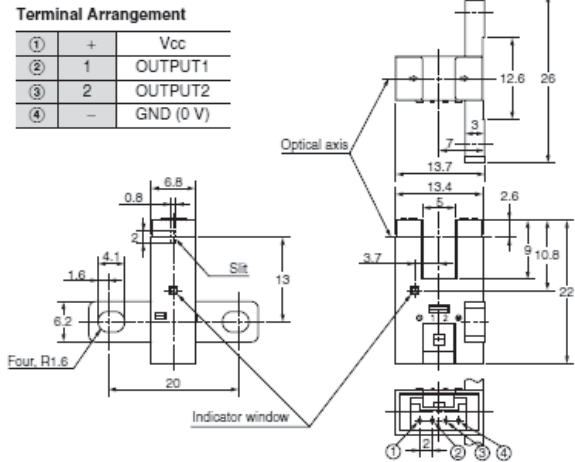 Terminal Arrangement
① + Vcc
② 1 OUTPUT1
③ 2 OUTPUT2
④ − GND (0 V)
12.6
26
3
7
Optical axis
13.7
13.4
5
2.6
6.8
0.8
2
Slit
4.1
1.6
13
3.7
9
10.8
22
6.2
1 2
Four, R1.6
20
Indicator window
2
① ② ③ ④